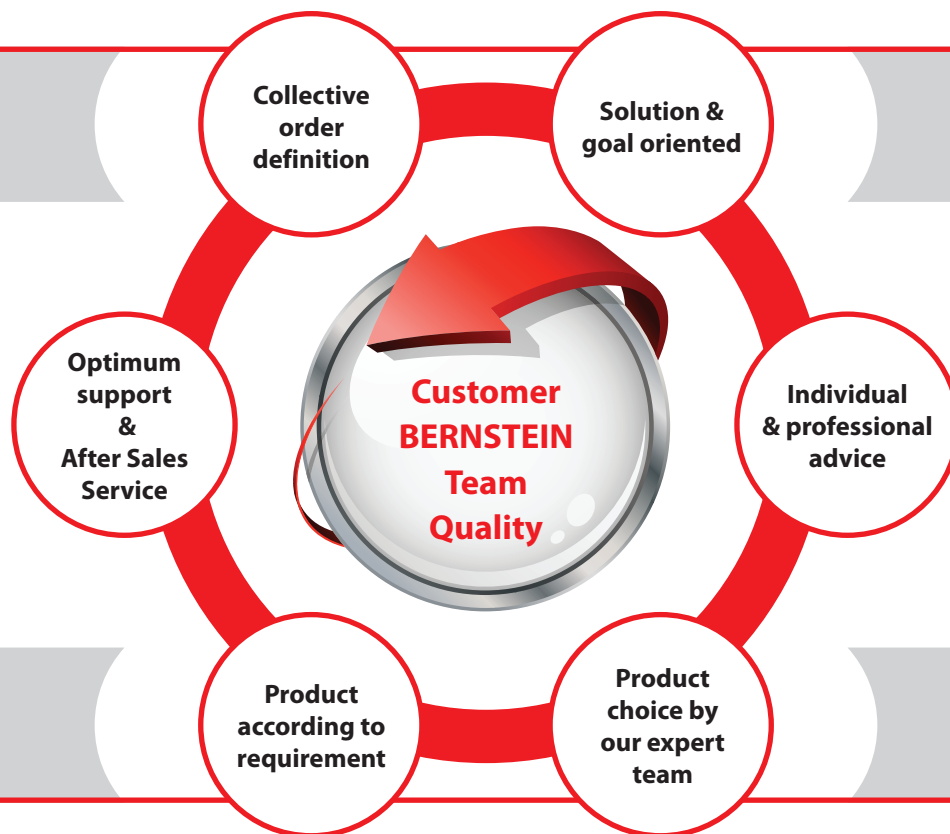 Collective
order
definition
Solution &
goal oriented
Optimum
support
&
After Sales
Service
Customer
BERNSTEIN
Team
Quality
Individual
& professional
advice
Product
according to
requirement
Product
choice by
our expert
team